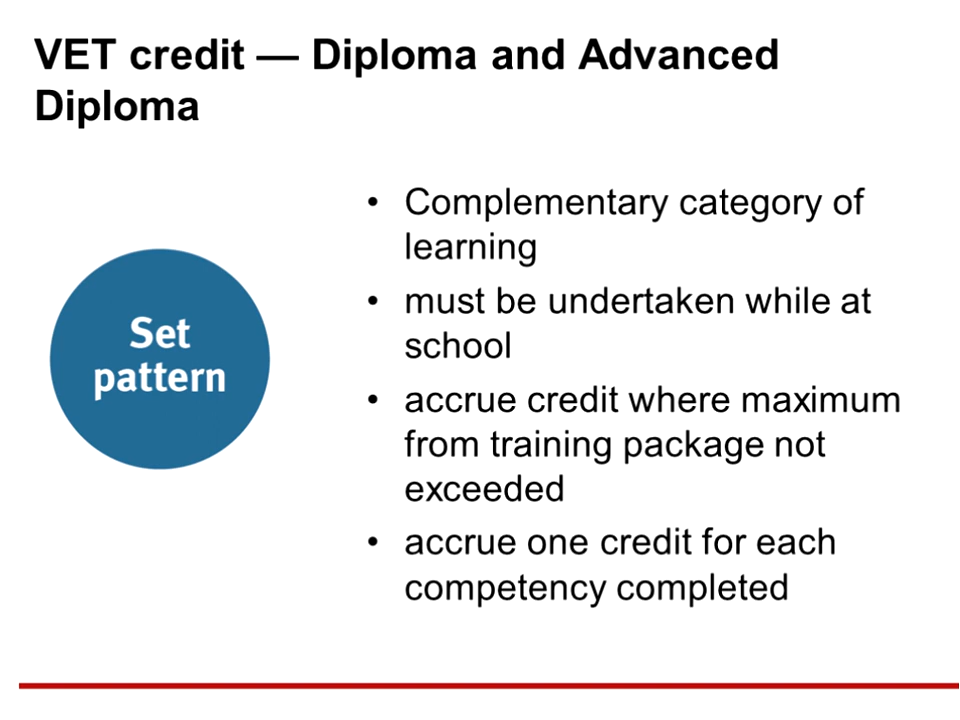 VET credit — Diploma and Advanced
Diploma
Set
pattern
• Complementary category of
learning
• must be undertaken while at
school
• accrue credit where maximum
from training package not
exceeded
• accrue one credit for each
competency completed